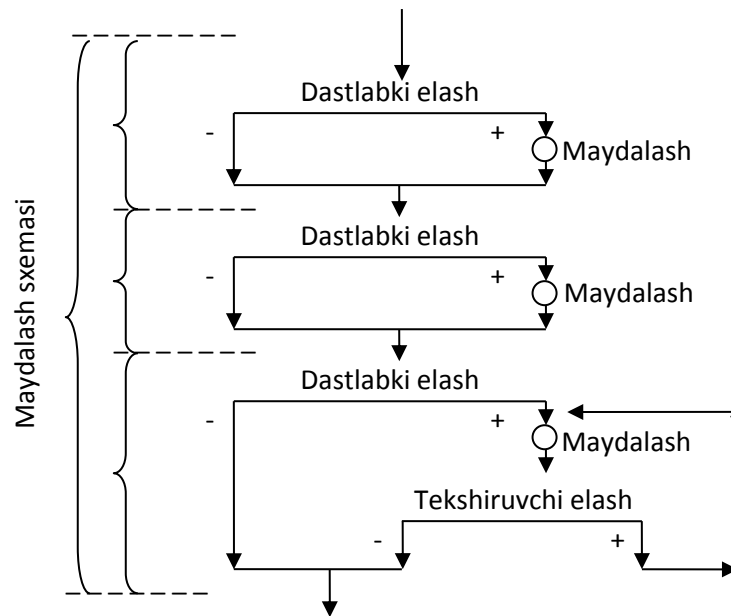 Dastlabki elash
- +
Maydalash
Dastlabki elash
- +
Maydalash
Maydalash sxemasi
Dastlabki elash
- +
Maydalash
Tekshiruvchi elash
- +